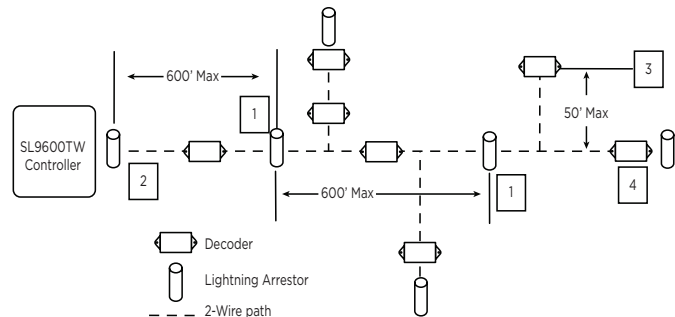 600' Max
1
3
50' Max
SL9600TW
Controller
2
4
600' Max
1
Decoder
Lightning Arrestor
2-Wire path